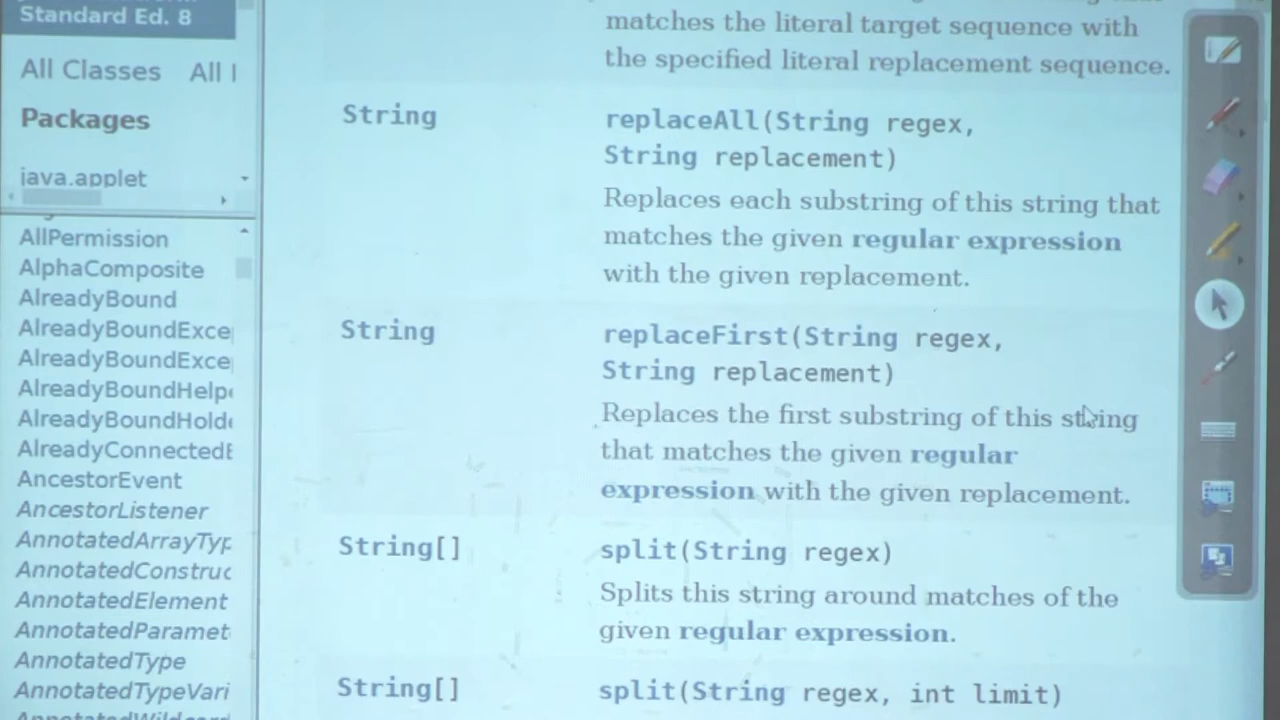 Standard Ed. 8
All Classes All
Packages
java.applet
AllPermission
AlphaComposite
AlreadyBound
AlreadyBoundExce
AlreadyBoundExce
AlreadyBoundHelp
AlreadyBoundHold
AlreadyConnectedE
AncestorEvent
AncestorListener
AnnotatedArrayTyp
AnnotatedConstruc
AnnotatedElement
AnnotatedParamet
AnnotatedType
AnnotatedTypeVari
matches the literal target sequence with
the specified literal replacement sequence.
String replaceAll(String regex,
String replacement)
Replaces each substring of this string that
matches the given regular expression
with the given replacement.
String replaceFirst(String regex,
String replacement)
Replaces the first substring of this string
that matches the given regular
expression with the given replacement.
String[] split(String regex)
Splits this string around matches of the
given regular expression.
String[] split(String regex, int limit)